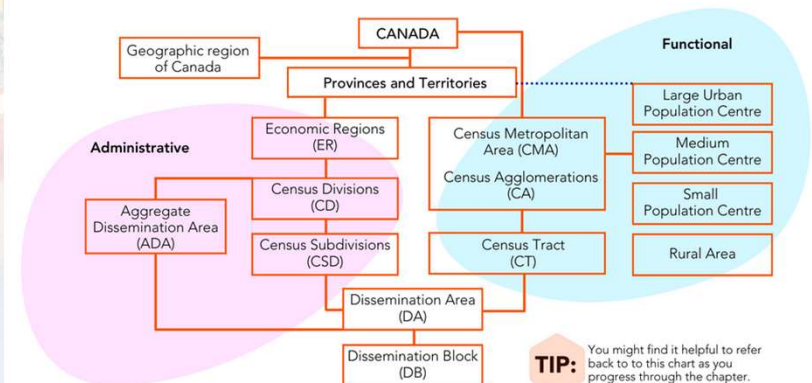 CANADA
Functional
Geographic region
of Canada
Provinces and Territories
Large Urban
Population Centre
Economic Regions
(ER)
Census Metropolitan
Area (CMA)
Census Agglomerations
(CA)
Medium
Population Centre
Administrative
Census Divisions
(CD)
Small
Population Centre
Aggregate
Dissemination Area
(ADA)
Census Subdivisions
(CSD)
Census Tract
(CT)
Rural Area
Dissemination Area
(DA)
Dissemination Block
(DB)
TIP:
You might find it helpful to refer
back to to this chart as you
progress through the chapter.